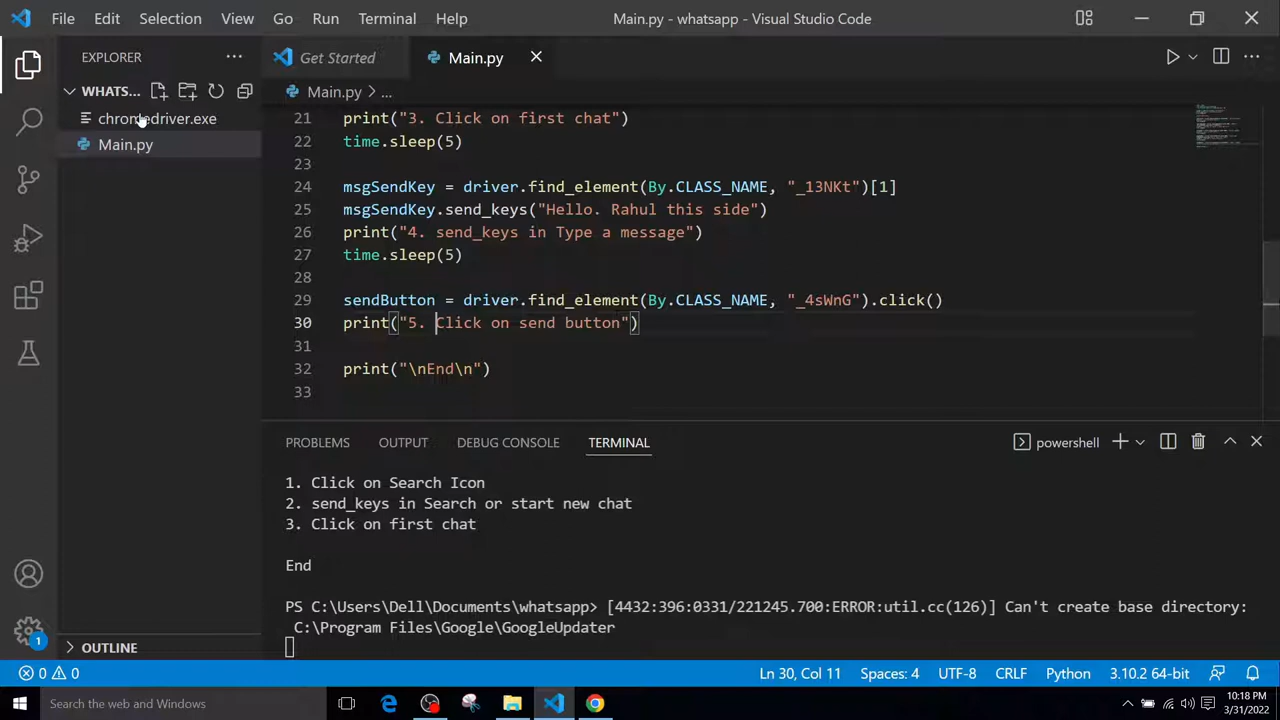 File Edit Selection View Go Run Terminal Help Main.py - whatsapp - Visual Studio Code
EXPLORER
Get Started
Main.py
WHATS...
Main.py > ...
chromedriver.exe
Main.py
21 print("3. Click on first chat")
22 time.sleep(5)
23
24 msgSendKey = driver.find_element(By.CLASS_NAME, "_13NKt")[1]
25 msgSendKey.send_keys("Hello. Rahul this side")
26 print("4. send_keys in Type a message")
27 time.sleep(5)
28
29 sendButton = driver.find_element(By.CLASS_NAME, "_4sWnG").click()
30 print("5. Click on send button")
31
32 print("\nEnd\n")
33
PROBLEMS OUTPUT DEBUG CONSOLE TERMINAL
powershell
1. Click on Search Icon
2. send_keys in Search or start new chat
3. Click on first chat
End
PS C:\Users\Dell\Documents\whatsapp> [4432:396:0331/221245.700:ERROR:util.cc(126)] Can't create base directory:
C:\Program Files\Google\GoogleUpdater
OUTLINE
1
0 0
Ln 30, Col 11 Spaces: 4 UTF-8 CRLF Python 3.10.2 64-bit
Search the web and Windows
10:18 PM
3/31/2022